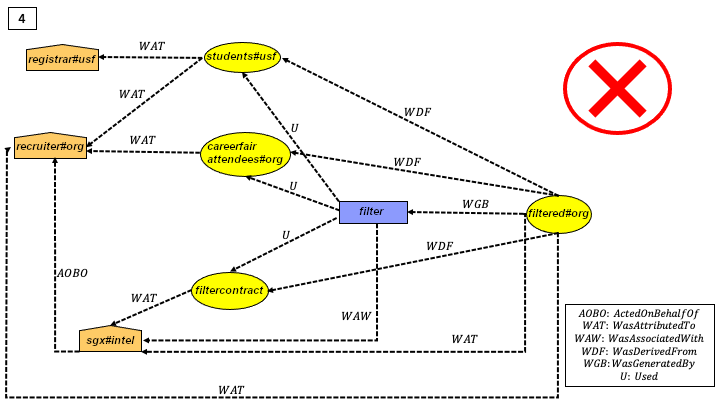 4
WAT
registrar#usf
students#usf
WAT
WDF
U
recruiter#org
WAT
careerfair
attendees#org
WDF
U
filter
WGB
filtered#org
U
WDF
AOBO
filtercontract
WAT
WAW
sgx#intel
WAT
WAT
AOBO: ActedOnBehalfOf
WAT: WasAttributedTo
WAW: WasAssociatedWith
WDF: WasDerivedFrom
WGB:WasGeneratedBy
U: Used